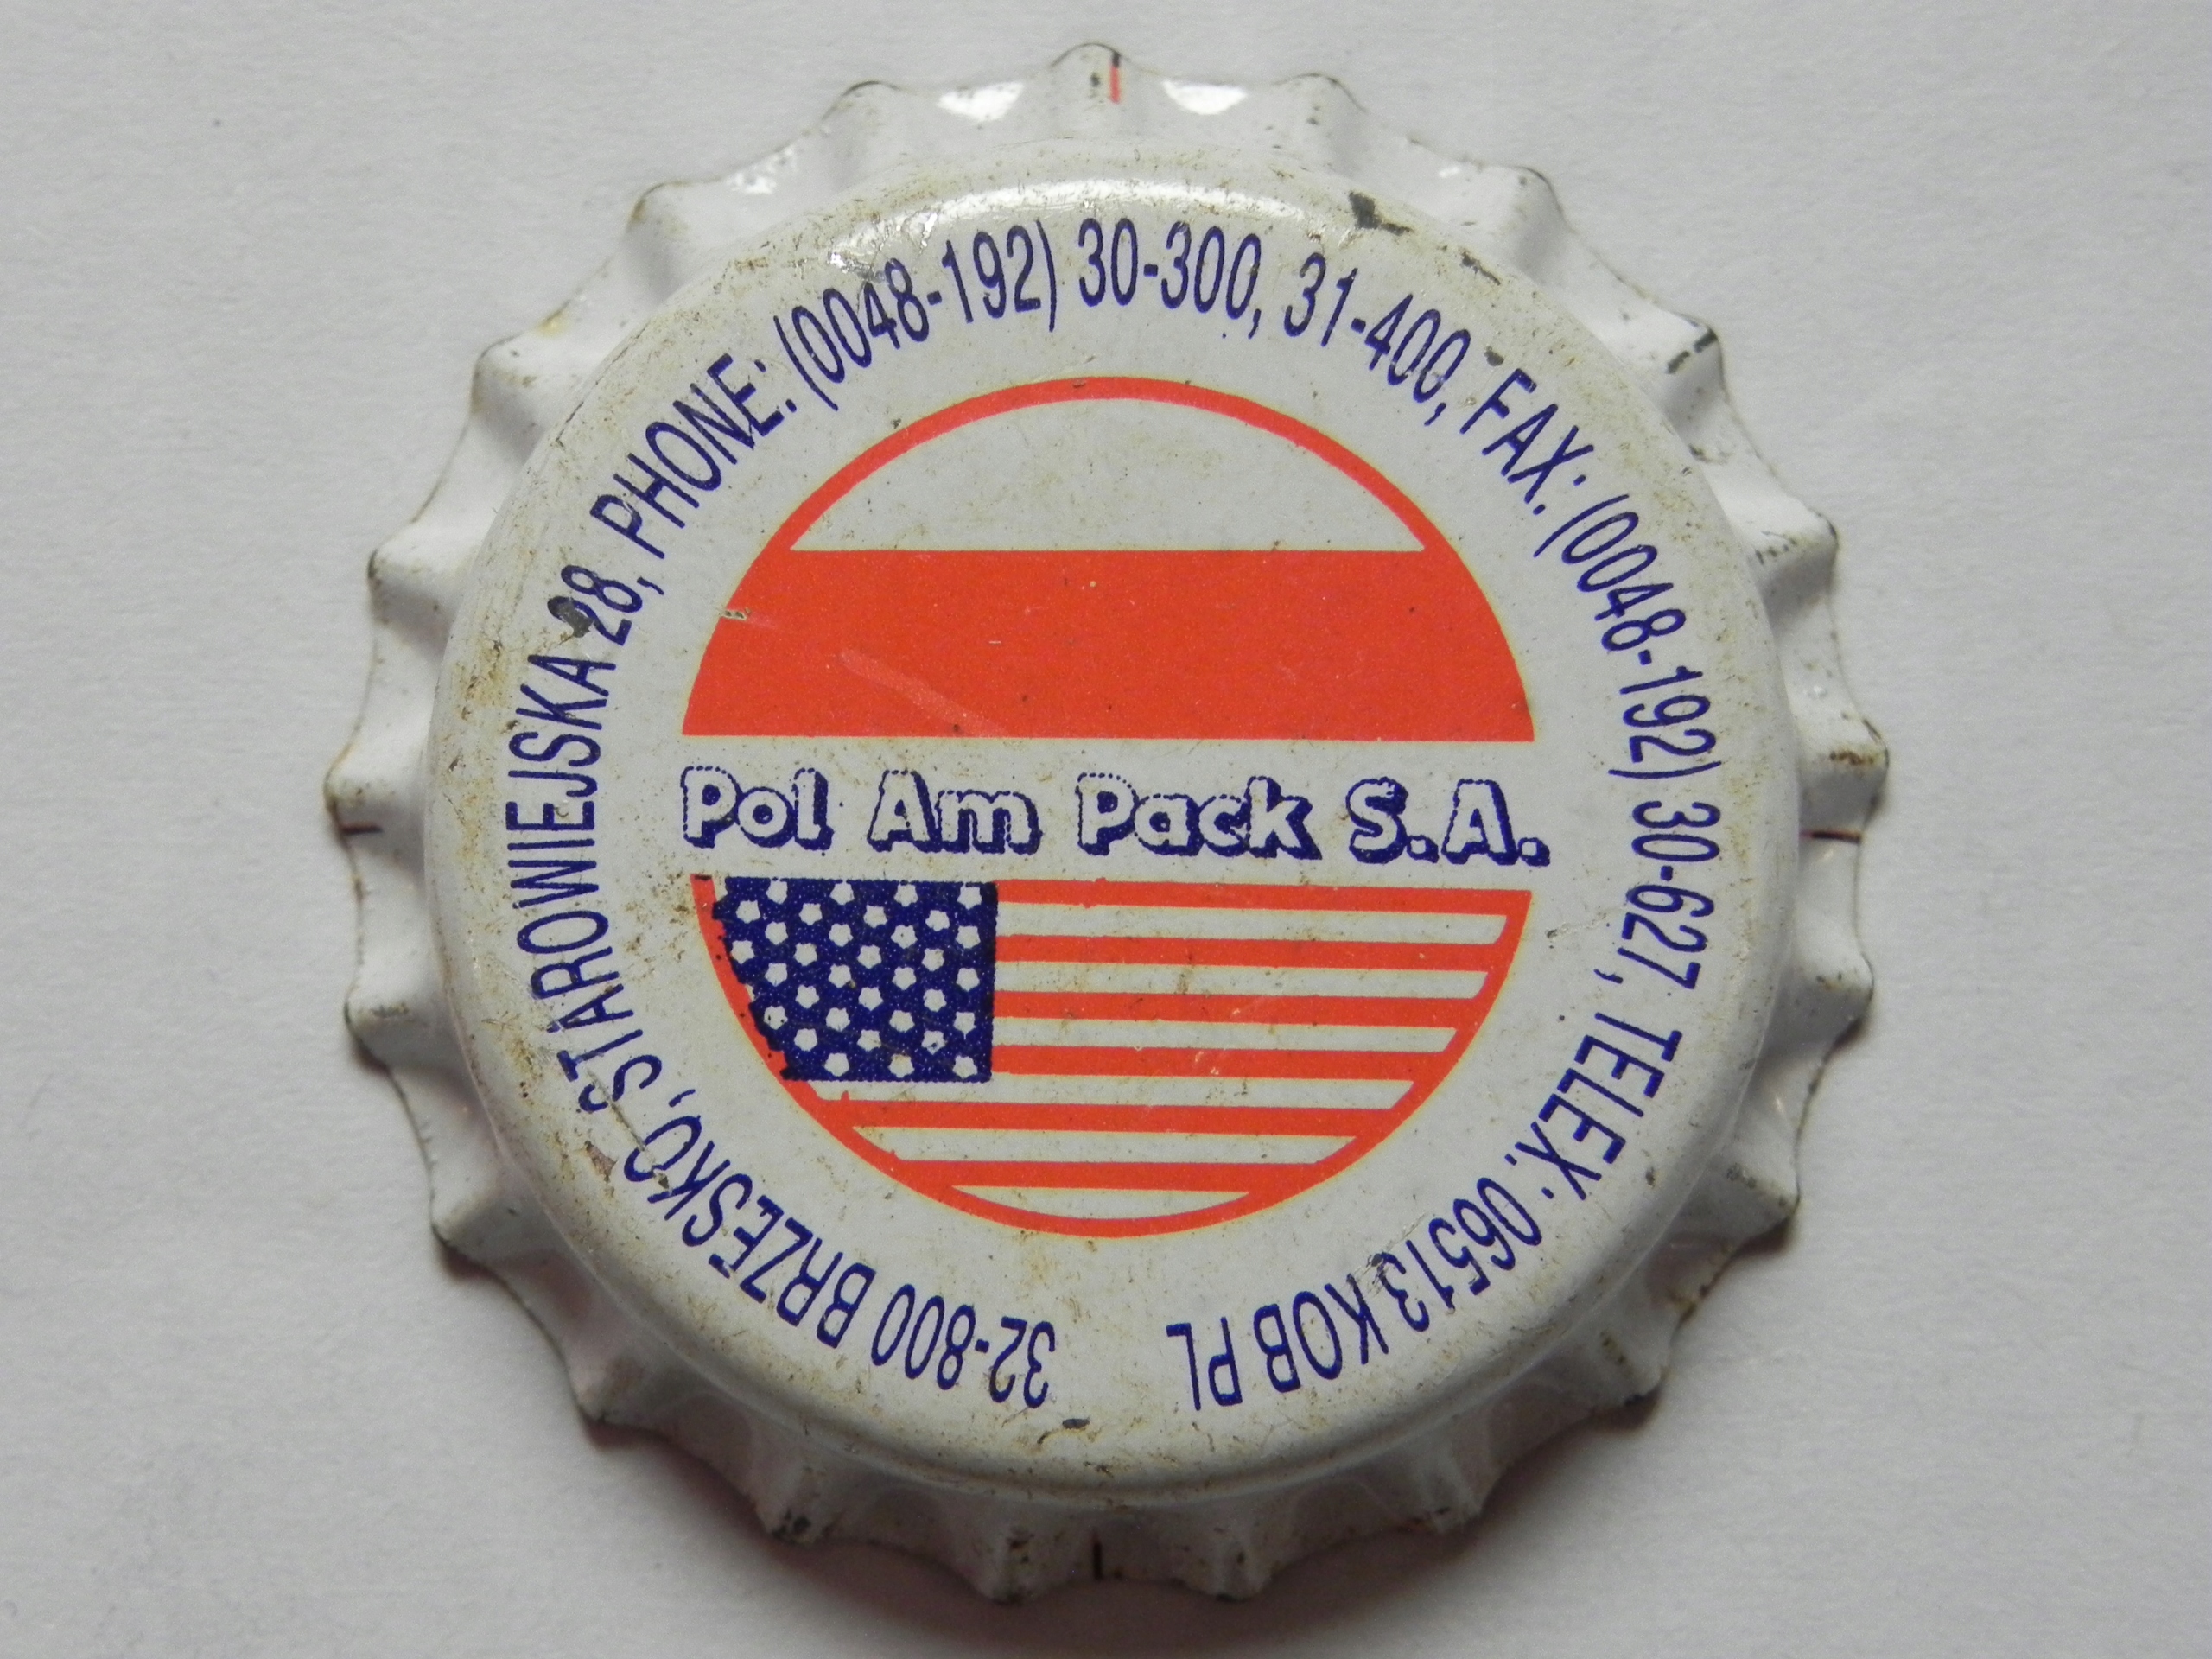 32-800 BRZESKO, STAROWIEJSKA 28, PHONE: (0048-192) 30-300, 31-400, FAX: (0048-192) 30-627, TELEX: 06513 KOB PL
Pol Am Pack S.A.